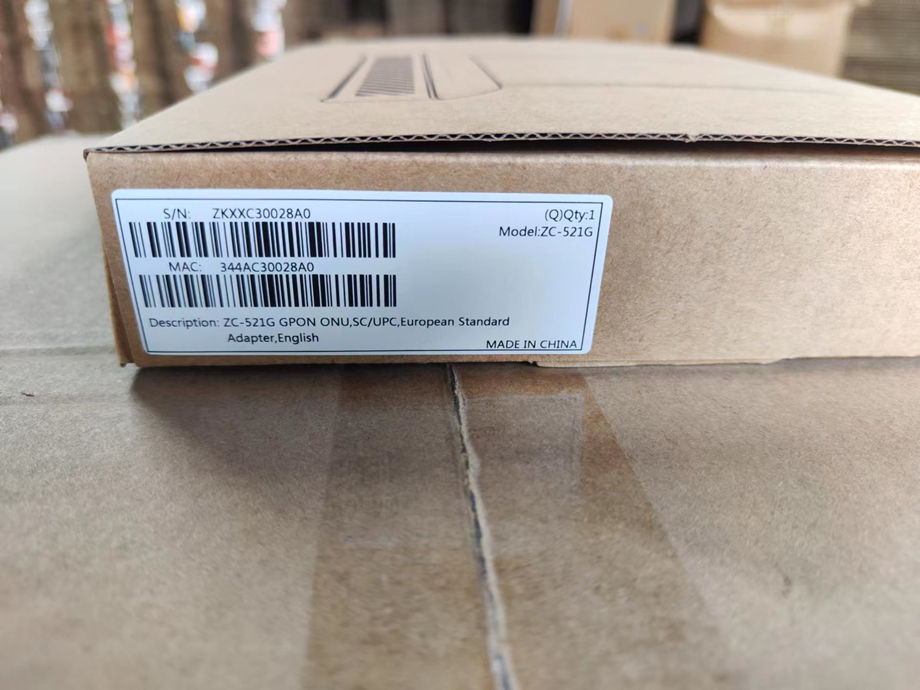 S/N: ZKXXC30028A0
(Q)Qty:1
Model:ZC-521G
MAC: 344AC30028A0
Description: ZC-521G GPON ONU,SC/UPC,European Standard
Adapter,English
MADE IN CHINA